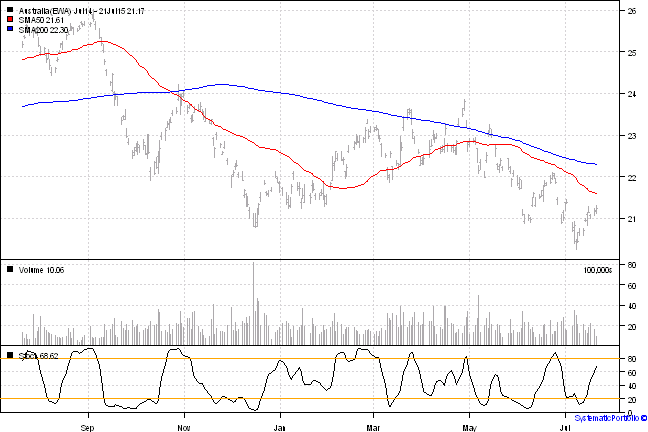 Australia (EWA) Jul14 - 21Jul15 21.17
SMA50 21.61
SMA200 22.30
26
25
24
23
22
21
Volume 10.06
100,000s
80
60
40
20
Stock 68.62
80
60
40
20
0
Sep
Nov
Jan
Mar
May
Jul
SystematicPortfolio ©